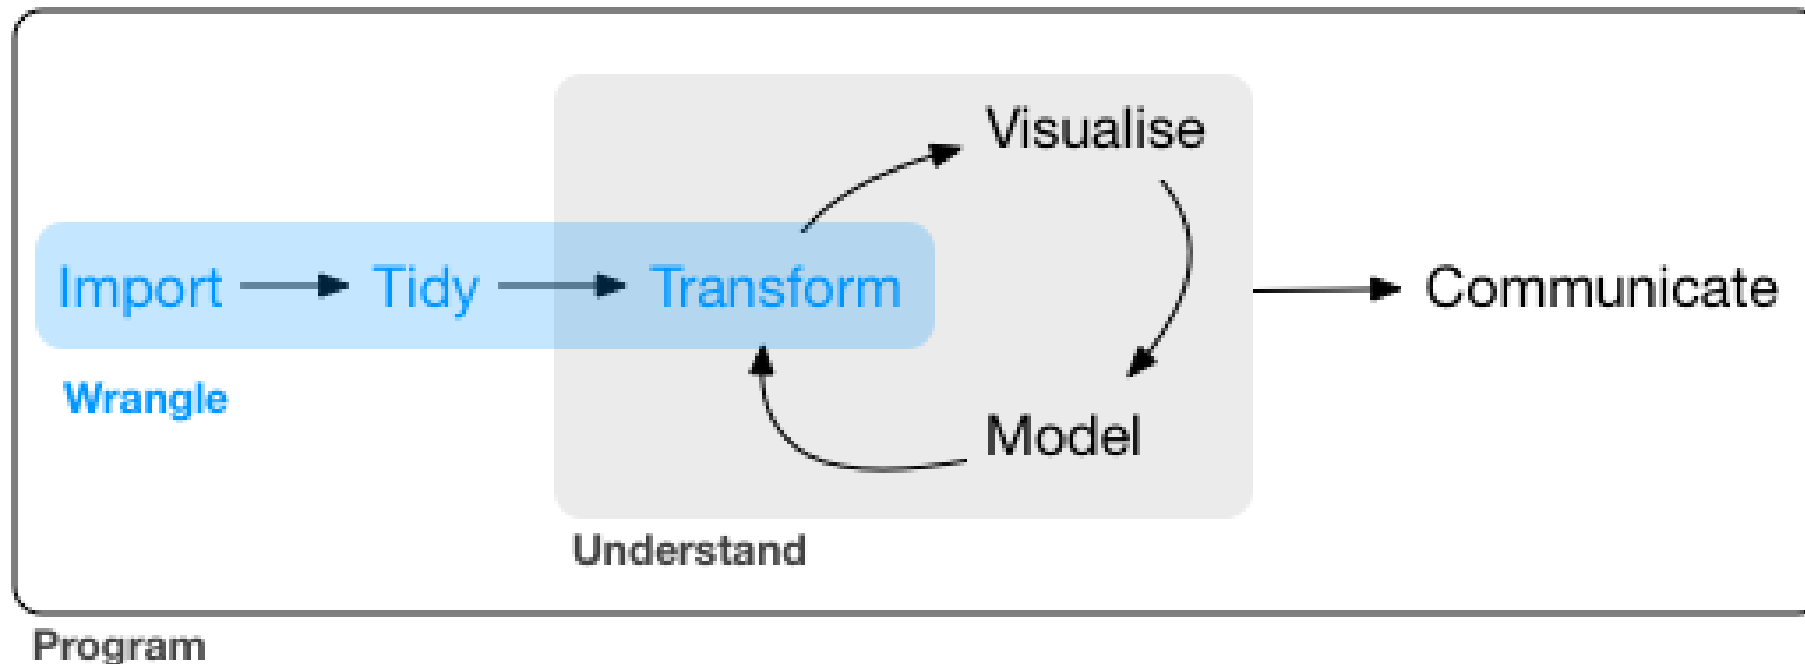 Visualise
Import
Tidy
Transform
Communicate
Wrangle
Model
Understand
Program